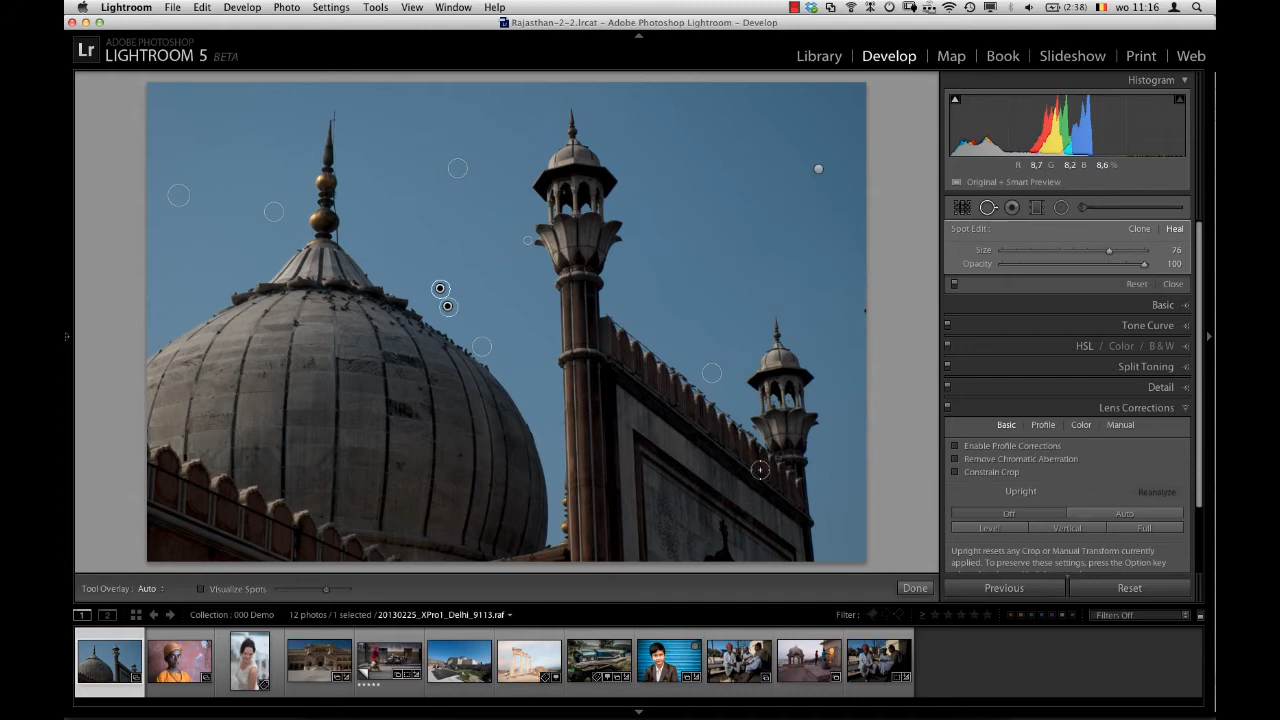 Lightroom File Edit Develop Photo Settings Tools View Window Help (2:38) wo 11:16
Rajasthan-2-2.lrcat - Adobe Photoshop Lightroom - Develop
Lr ADOBE PHOTOSHOP
LIGHTROOM 5 BETA
Library | Develop | Map | Book | Slideshow | Print | Web
Histogram
R 8,7 G 8,2 B 8,6 %
Original + Smart Preview
Spot Edit : Clone Heal
Size 76
Opacity 100
Reset Close
Basic
Tone Curve
HSL / Color / B & W
Split Toning
Detail
Lens Corrections
Basic Profile Color Manual
Enable Profile Corrections
Remove Chromatic Aberration
Constrain Crop
Upright Reanalyze
Off Auto
Level Vertical Full
Upright resets any Crop or Manual Transform currently
applied. To preserve these settings, press the Option key
Tool Overlay : Auto Visualize Spots Done
Previous Reset
1 2 Collection : 000 Demo 12 photos / 1 selected / 20130225_XPro1_Delhi_9113.raf Filter : Filters Off